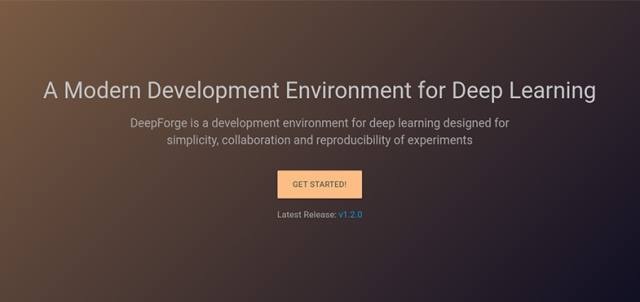 A Modern Development Environment for Deep Learning
DeepForge is a development environment for deep learning designed for
simplicity, collaboration and reproducibility of experiments
GET STARTED!
Latest Release: v1.2.0